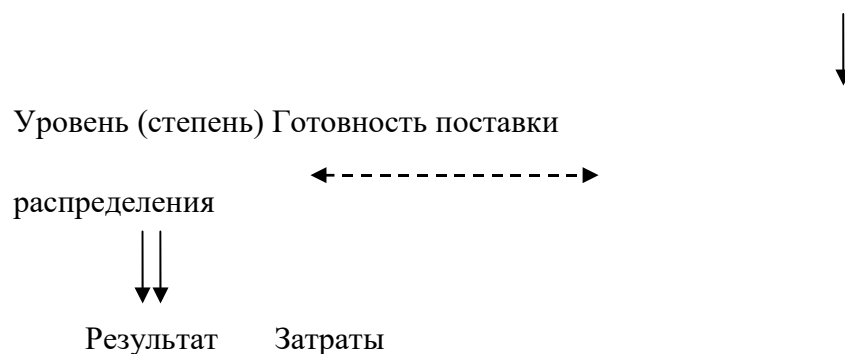 Уровень (степень) Готовность поставки
распределения
Результат Затраты